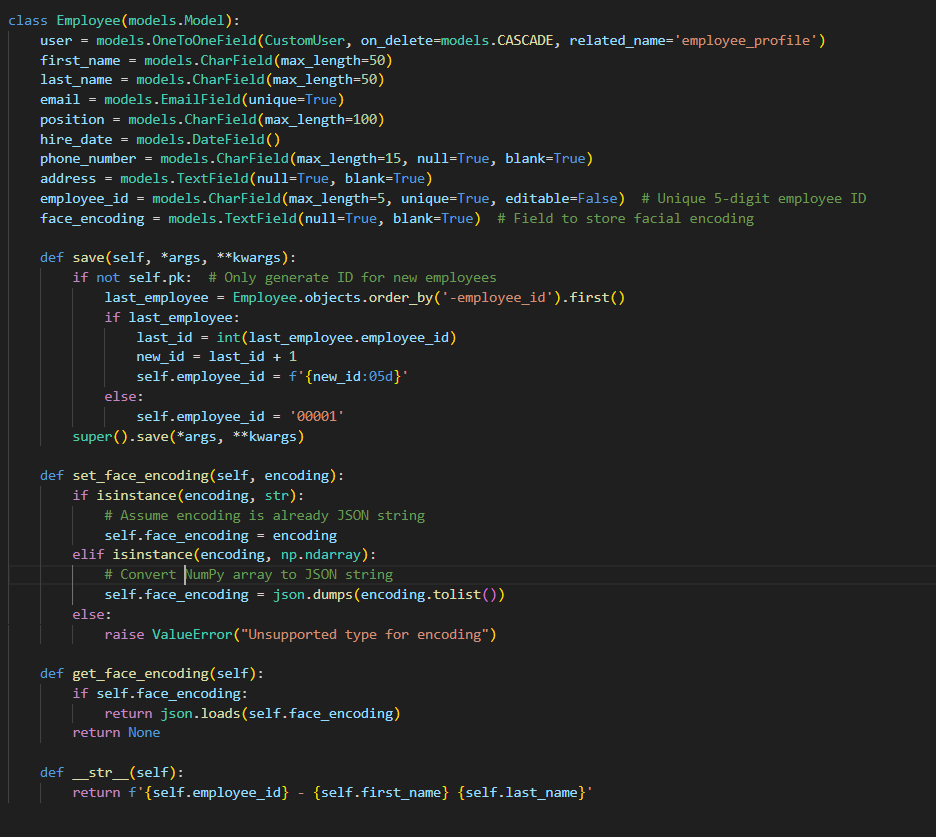 class Employee(models.Model):
    user = models.OneToOneField(CustomUser, on_delete=models.CASCADE, related_name='employee_profile')
    first_name = models.CharField(max_length=50)
    last_name = models.CharField(max_length=50)
    email = models.EmailField(unique=True)
    position = models.CharField(max_length=100)
    hire_date = models.DateField()
    phone_number = models.CharField(max_length=15, null=True, blank=True)
    address = models.TextField(null=True, blank=True)
    employee_id = models.CharField(max_length=5, unique=True, editable=False)  # Unique 5-digit employee ID
    face_encoding = models.TextField(null=True, blank=True)  # Field to store facial encoding

    def save(self, *args, **kwargs):
        if not self.pk:  # Only generate ID for new employees
            last_employee = Employee.objects.order_by('-employee_id').first()
            if last_employee:
                last_id = int(last_employee.employee_id)
                new_id = last_id + 1
                self.employee_id = f'{new_id:05d}'
            else:
                self.employee_id = '00001'
        super().save(*args, **kwargs)

    def set_face_encoding(self, encoding):
        if isinstance(encoding, str):
            # Assume encoding is already JSON string
            self.face_encoding = encoding
        elif isinstance(encoding, np.ndarray):
            # Convert NumPy array to JSON string
            self.face_encoding = json.dumps(encoding.tolist())
        else:
            raise ValueError("Unsupported type for encoding")

    def get_face_encoding(self):
        if self.face_encoding:
            return json.loads(self.face_encoding)
        return None

    def __str__(self):
        return f'{self.employee_id} - {self.first_name} {self.last_name}'